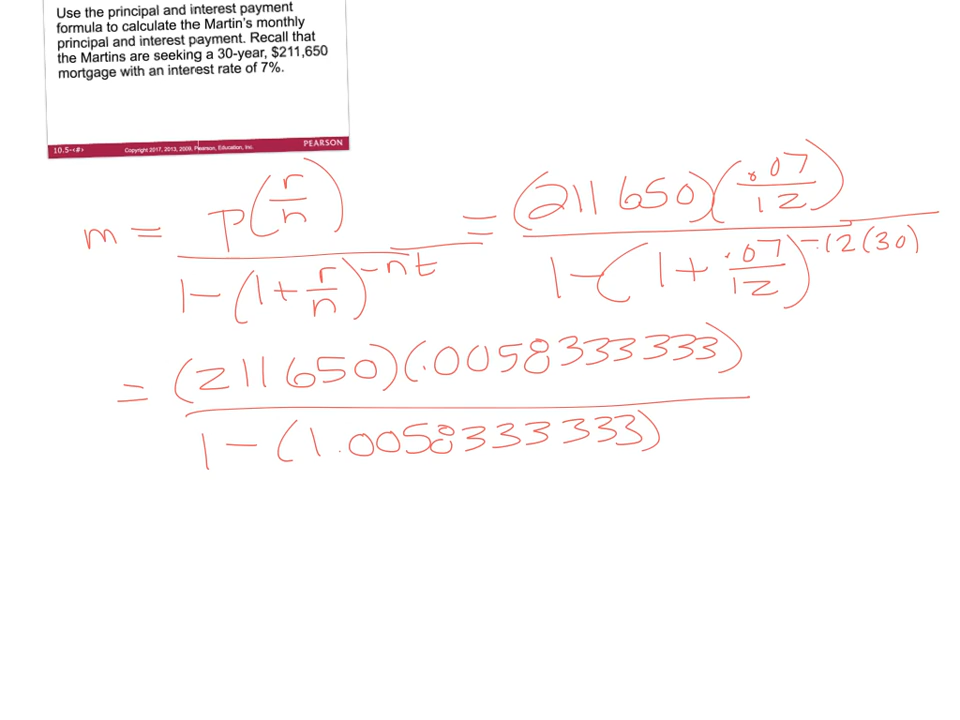 Use the principal and interest payment
formula to calculate the Martin's monthly
principal and interest payment. Recall that
the Martins are seeking a 30-year, $211,650
mortgage with an interest rate of 7%.
10.5-‹#› Copyright 2017, 2013, 2009, Pearson, Education, Inc. PEARSON
m = P(r/n) / 1-(1+r/n)^-nt = (211650)(.07/12) / 1-(1+.07/12)^-12(30)
= (211650)(.0058333333) / 1-(1.0058333333)